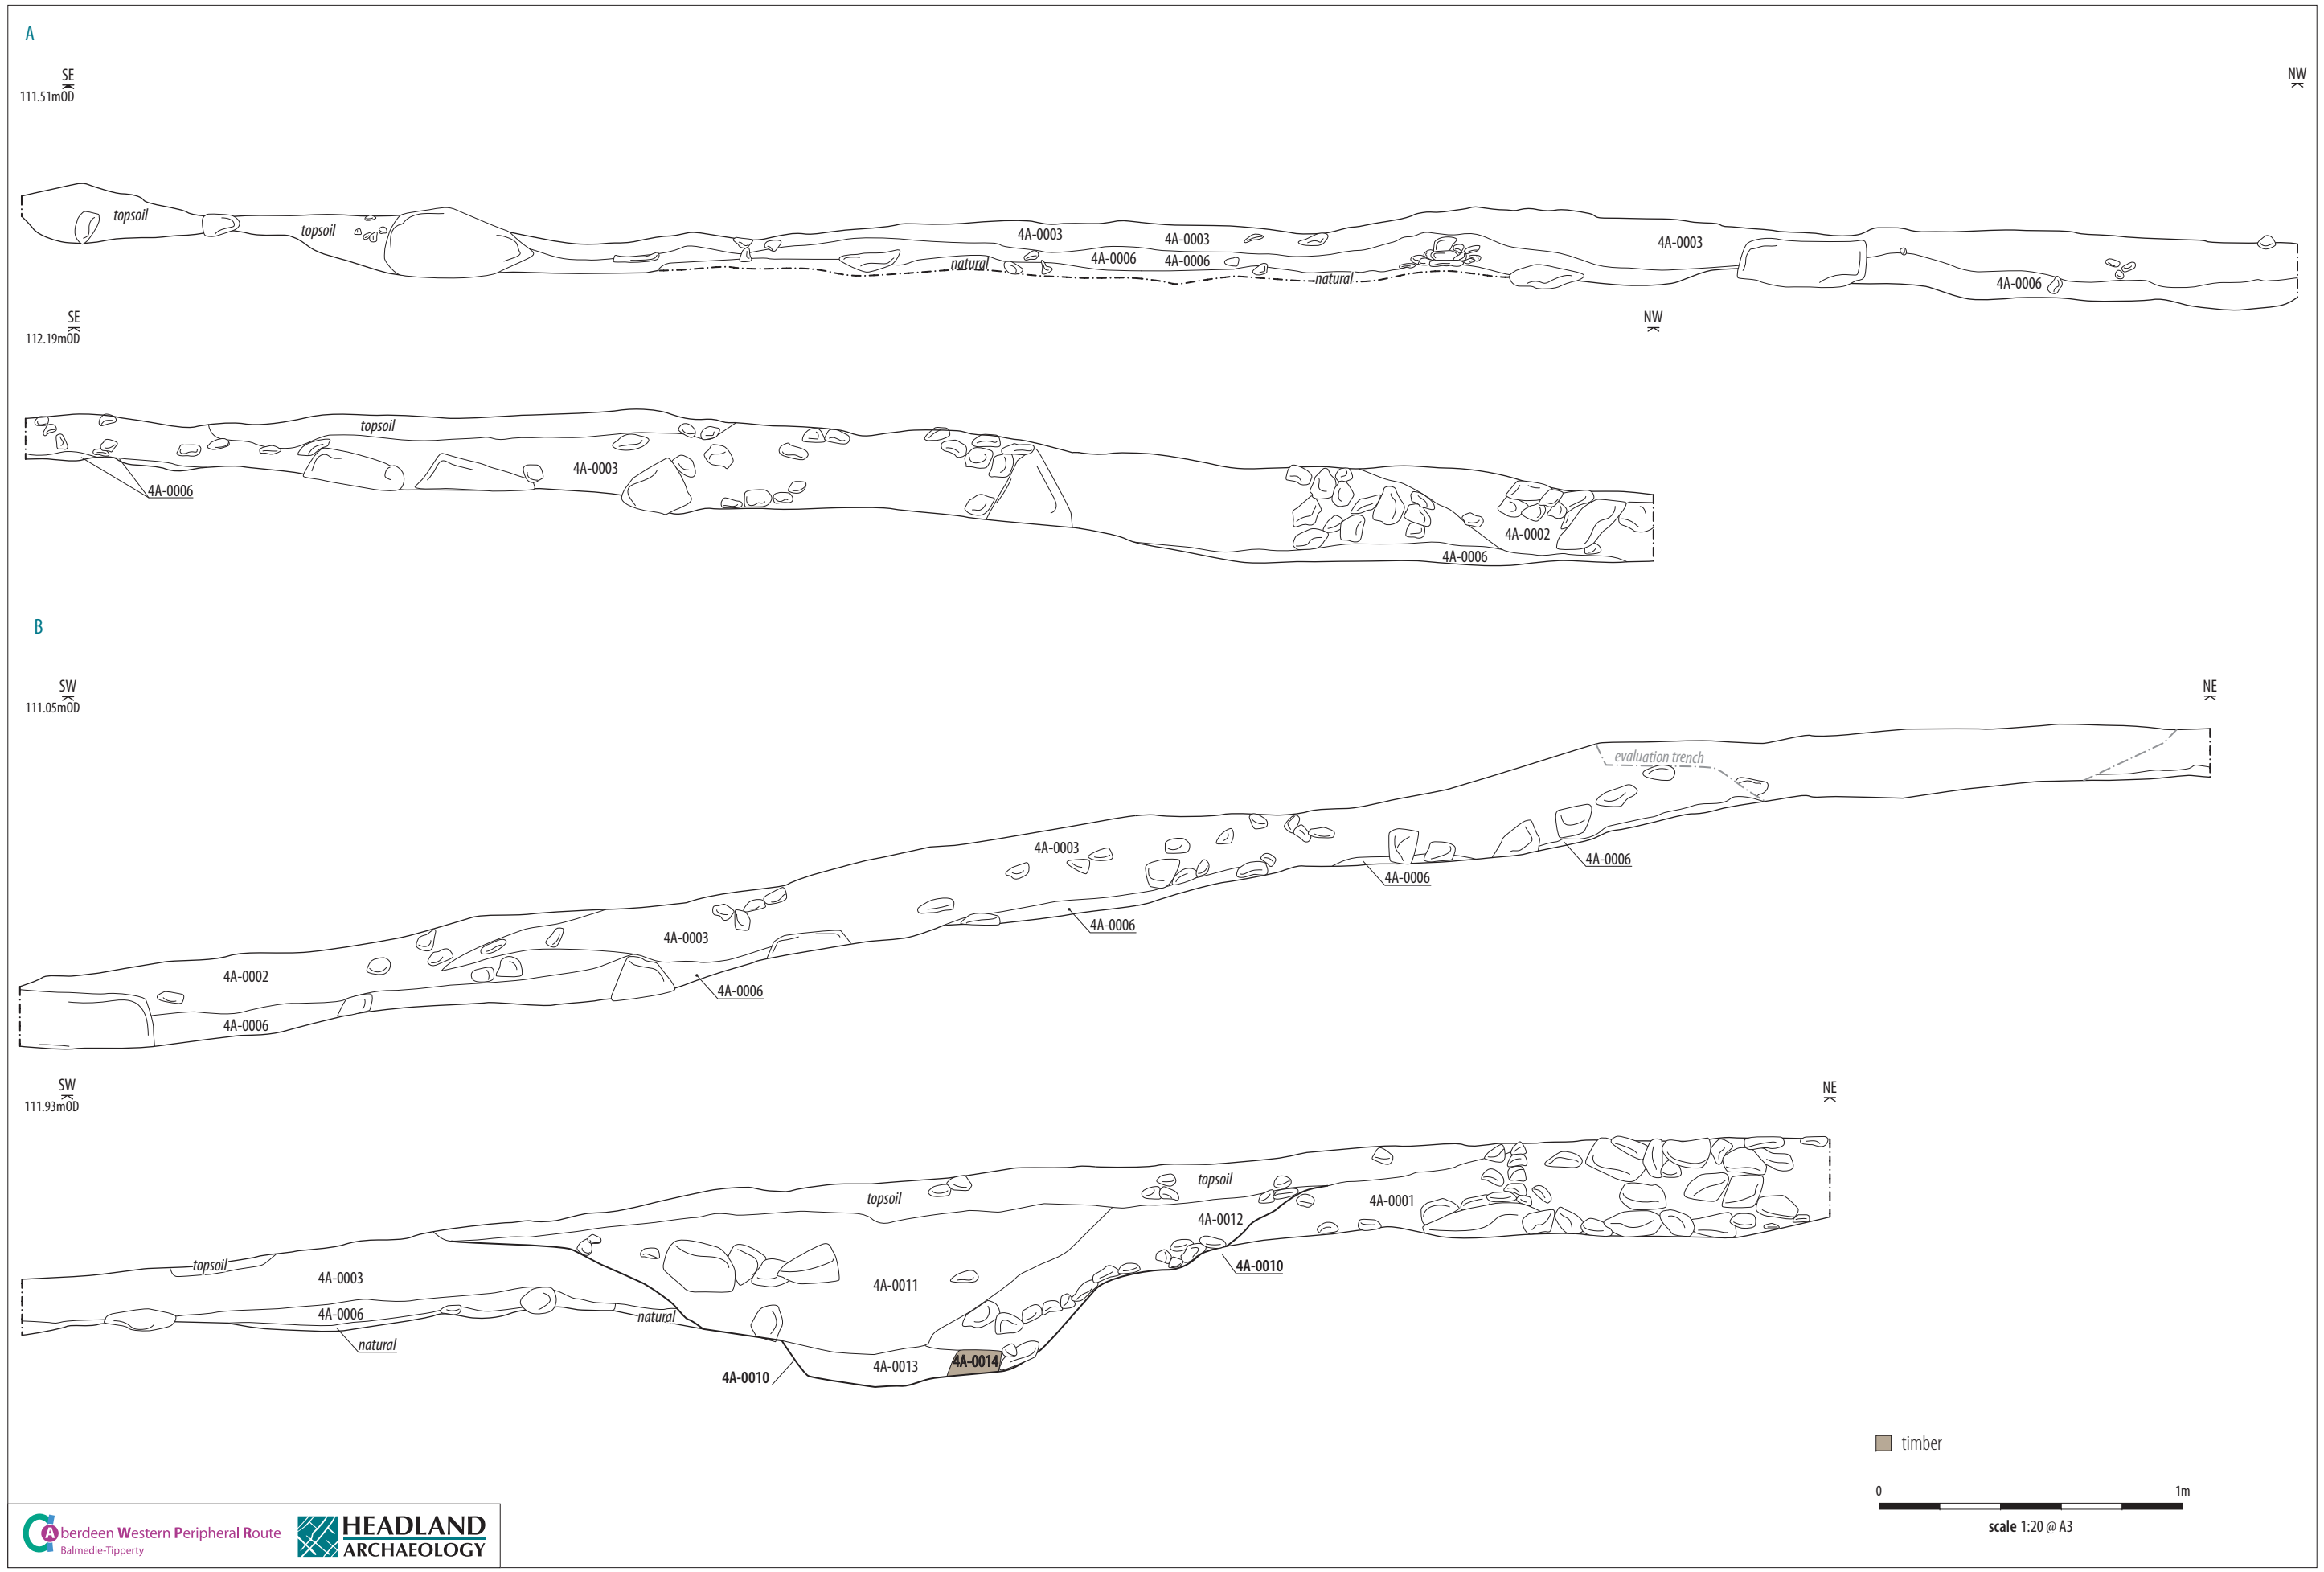 A
SE
NW
111.51mOD
topsoil
topsoil
4A-0003
4A-0003
4A-0003
4A-0006
4A-0006
natural
natural
4A-0006
SE
NW
112.19mOD
topsoil
4A-0003
4A-0006
4A-0002
4A-0006
B
SW
NE
111.05mOD
evaluation trench
4A-0003
4A-0006
4A-0006
4A-0006
4A-0003
4A-0002
4A-0006
4A-0006
SW
NE
111.93mOD
topsoil
topsoil
4A-0001
4A-0012
topsoil
4A-0010
4A-0003
4A-0011
4A-0006
natural
natural
4A-0013
4A-0014
4A-0010
timber
0
1m
scale 1:20 @ A3
Aberdeen Western Peripheral Route
Balmedie-Tipperty
HEADLAND
ARCHAEOLOGY